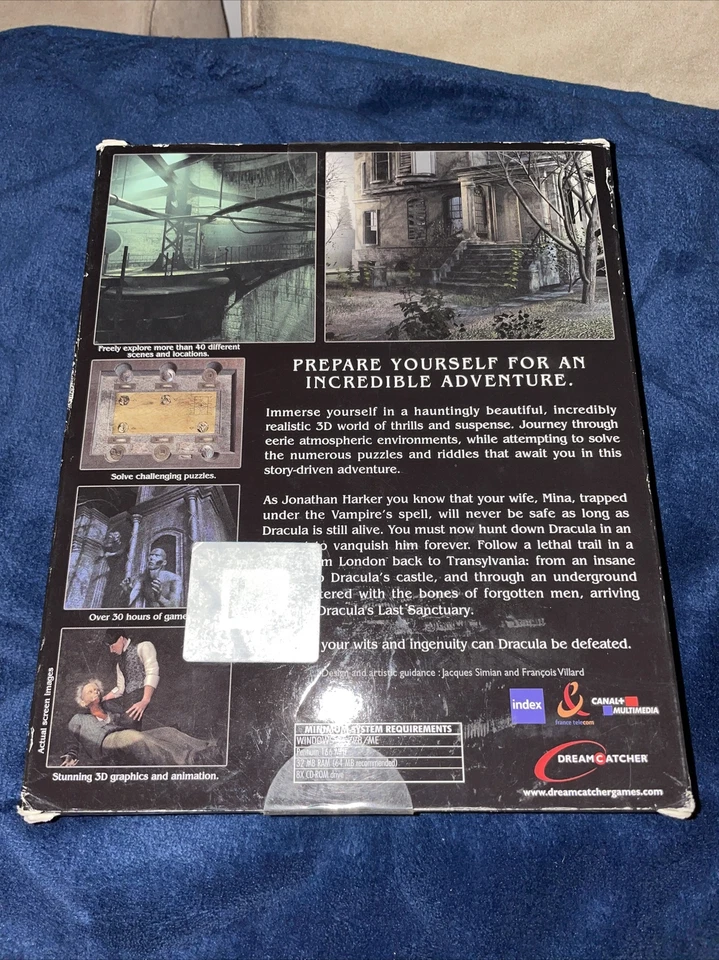 Freely explore more than 40 different
scenes and locations.
Solve challenging puzzles.
Over 30 hours of
Actual screen images
Stunning 3D graphics and animation.
PREPARE YOURSELF FOR AN
INCREDIBLE ADVENTURE.
Immerse yourself in a hauntingly beautiful, incredibly
realistic 3D world of thrills and suspense. Journey through
eerie atmospheric environments, while attempting to solve
the numerous puzzles and riddles that await you in this
story-driven adventure.
As Jonathan Harker you know that your wife, Mina, trapped
under the Vampire's spell, will never be safe as long as
Dracula is still alive. You must now hunt down Dracula in an
to vanquish him forever. Follow a lethal trail in a
London back to Transylvania: from an insane
Dracula's castle, and through an underground
with the bones of forgotten men, arriving
Dracula's Last Sanctuary.
your wits and ingenuity can Dracula be defeated.
Design and artistic guidance : Jacques Simian and François Villard
index
france telecom
CANAL+
MULTIMEDIA
MINIMUM SYSTEM REQUIREMENTS
WINDOWS
Pentium 166
32 MB RAM (64 MB recommended)
8X CD-ROM drive
DREAMCATCHER
www.dreamcatchergames.com